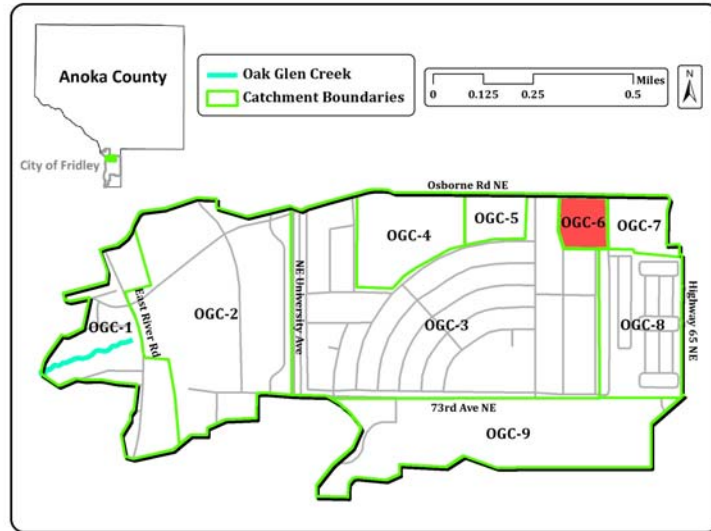 Anoka County
City of Fridley
Oak Glen Creek
Catchment Boundaries
Miles
0 0.125 0.25 0.5
N
Osborne Rd NE
OGC-4
OGC-5
OGC-6
OGC-7
OGC-1
East River Rd
OGC-2
NE University Ave
OGC-3
OGC-8
Highway 65 NE
73rd Ave NE
OGC-9